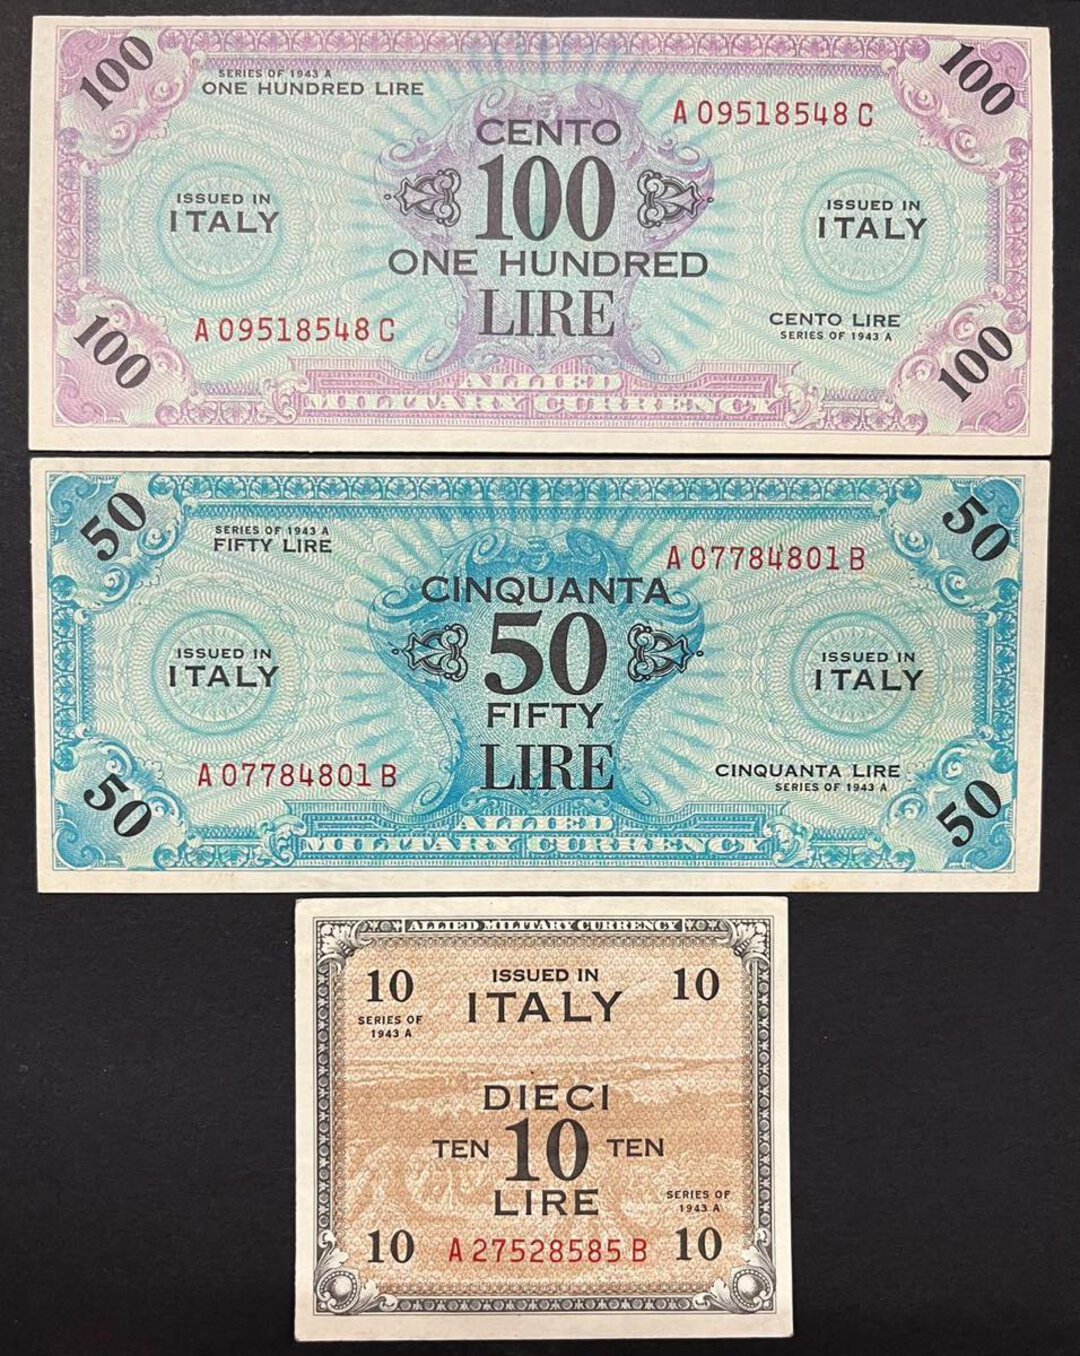 100
100
SERIES OF 1943 A
ONE HUNDRED LIRE
A 09518548 C
CENTO
100
ISSUED IN
ITALY
ISSUED IN
ITALY
ONE HUNDRED
LIRE
A 09518548 C
CENTO LIRE
SERIES OF 1943 A
100
100
ALLIED
MILITARY CURRENCY
50
50
SERIES OF 1943 A
FIFTY LIRE
A 07784801 B
CINQUANTA
50
ISSUED IN
ITALY
ISSUED IN
ITALY
FIFTY
LIRE
A 07784801 B
CINQUANTA LIRE
SERIES OF 1943 A
50
50
ALLIED
MILITARY CURRENCY
ALLIED MILITARY CURRENCY
10
ISSUED IN
ITALY
10
SERIES OF
1943 A
DIECI
TEN 10 TEN
LIRE
SERIES OF
1943 A
10 A 27528585 B 10